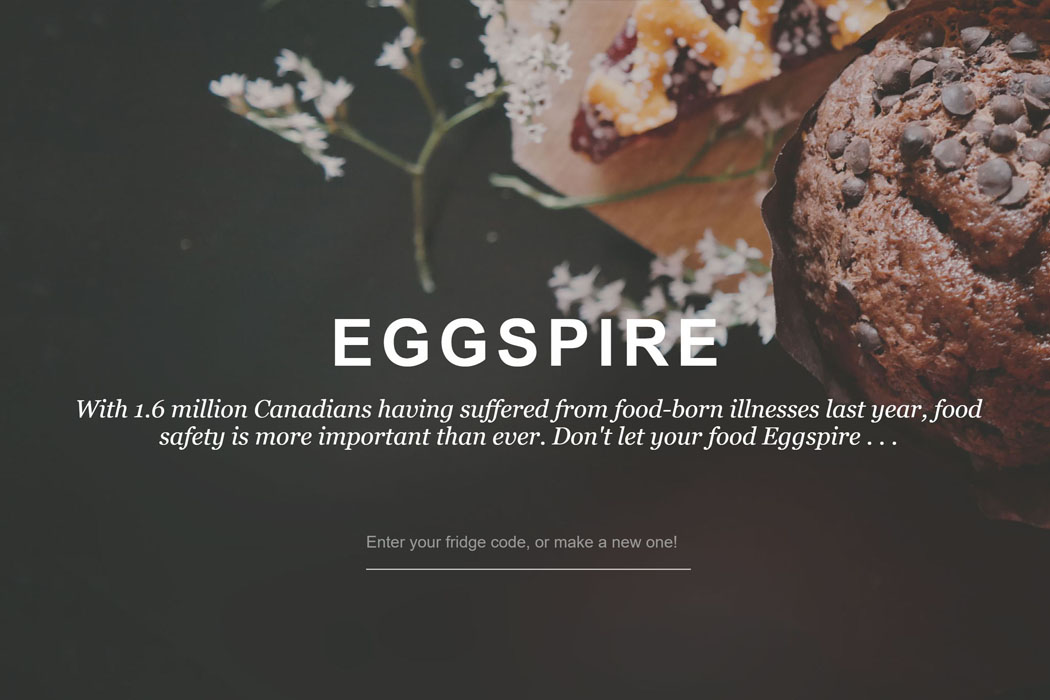 EGGSPIRE
With 1.6 million Canadians having suffered from food-born illnesses last year, food
safety is more important than ever. Don't let your food Eggspire . . .
Enter your fridge code, or make a new one!